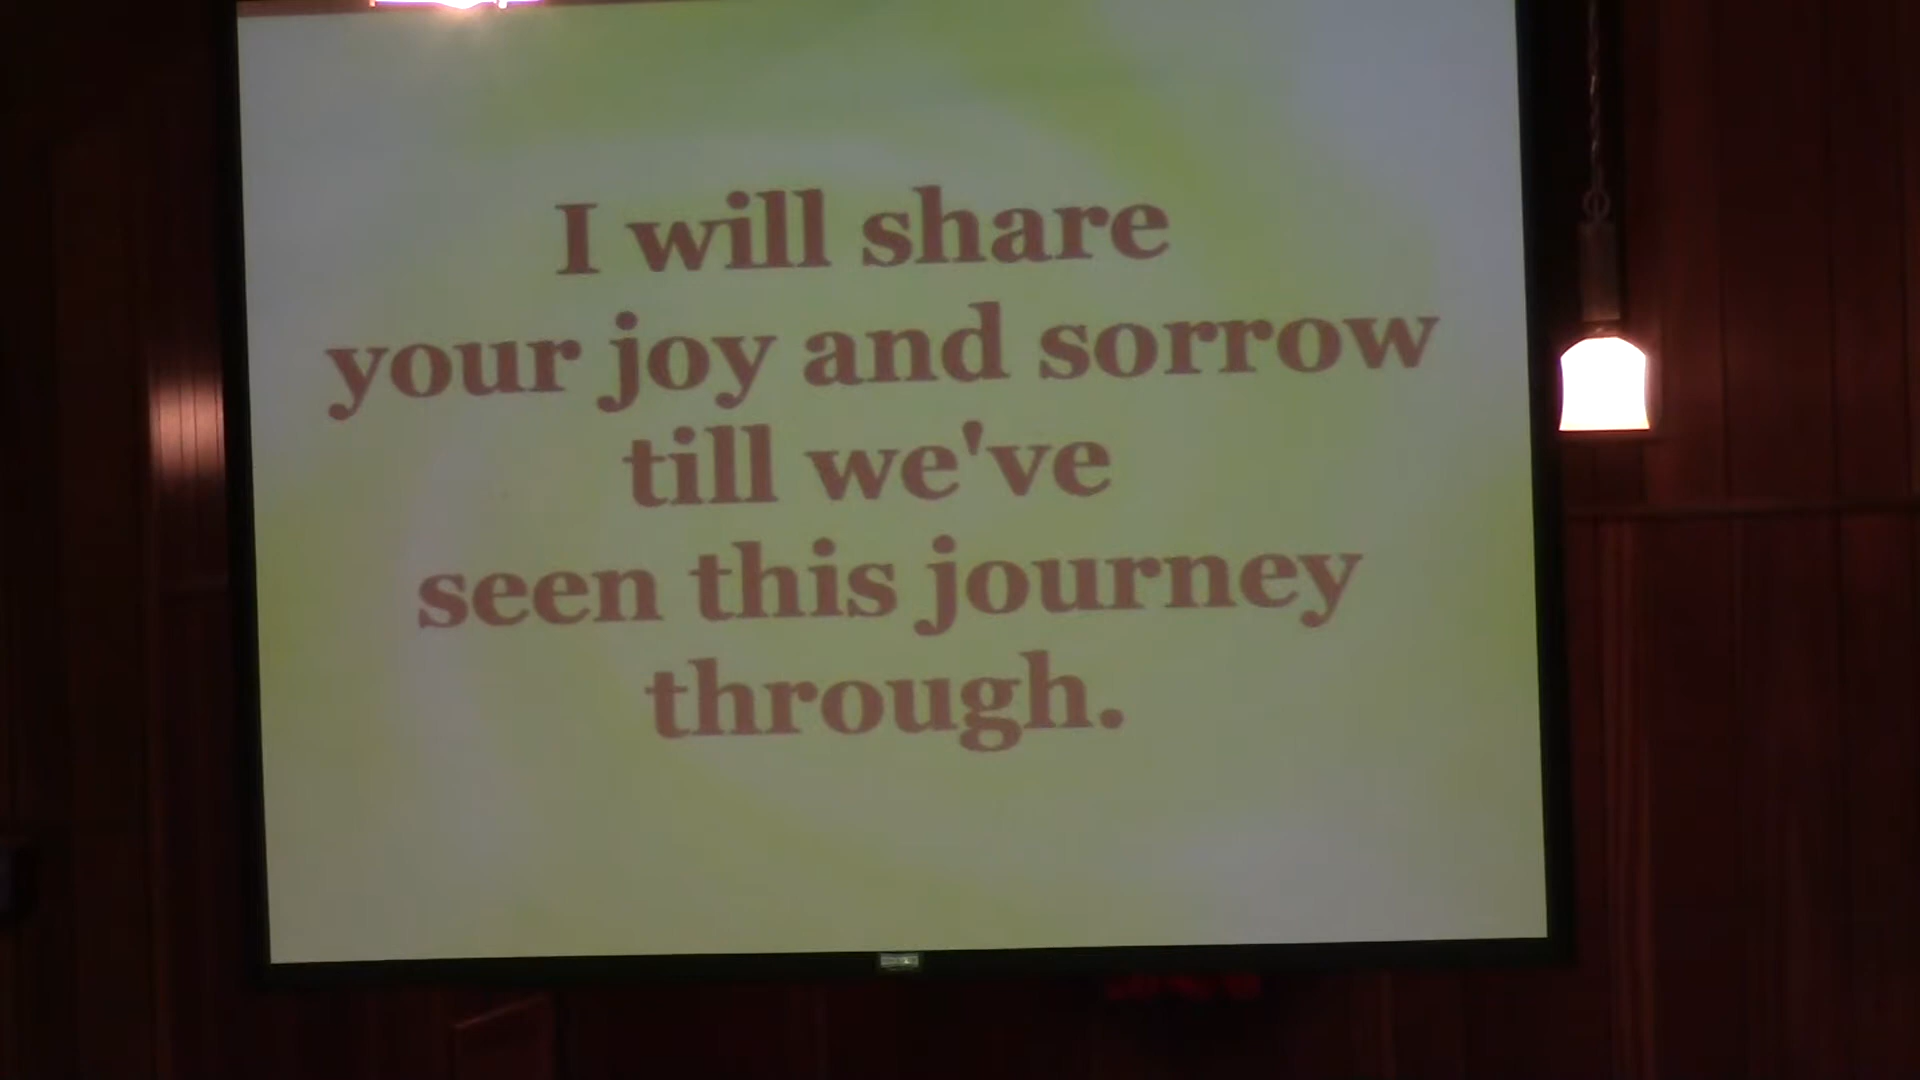 I will share
your joy and sorrow
till we've
seen this journey
through.